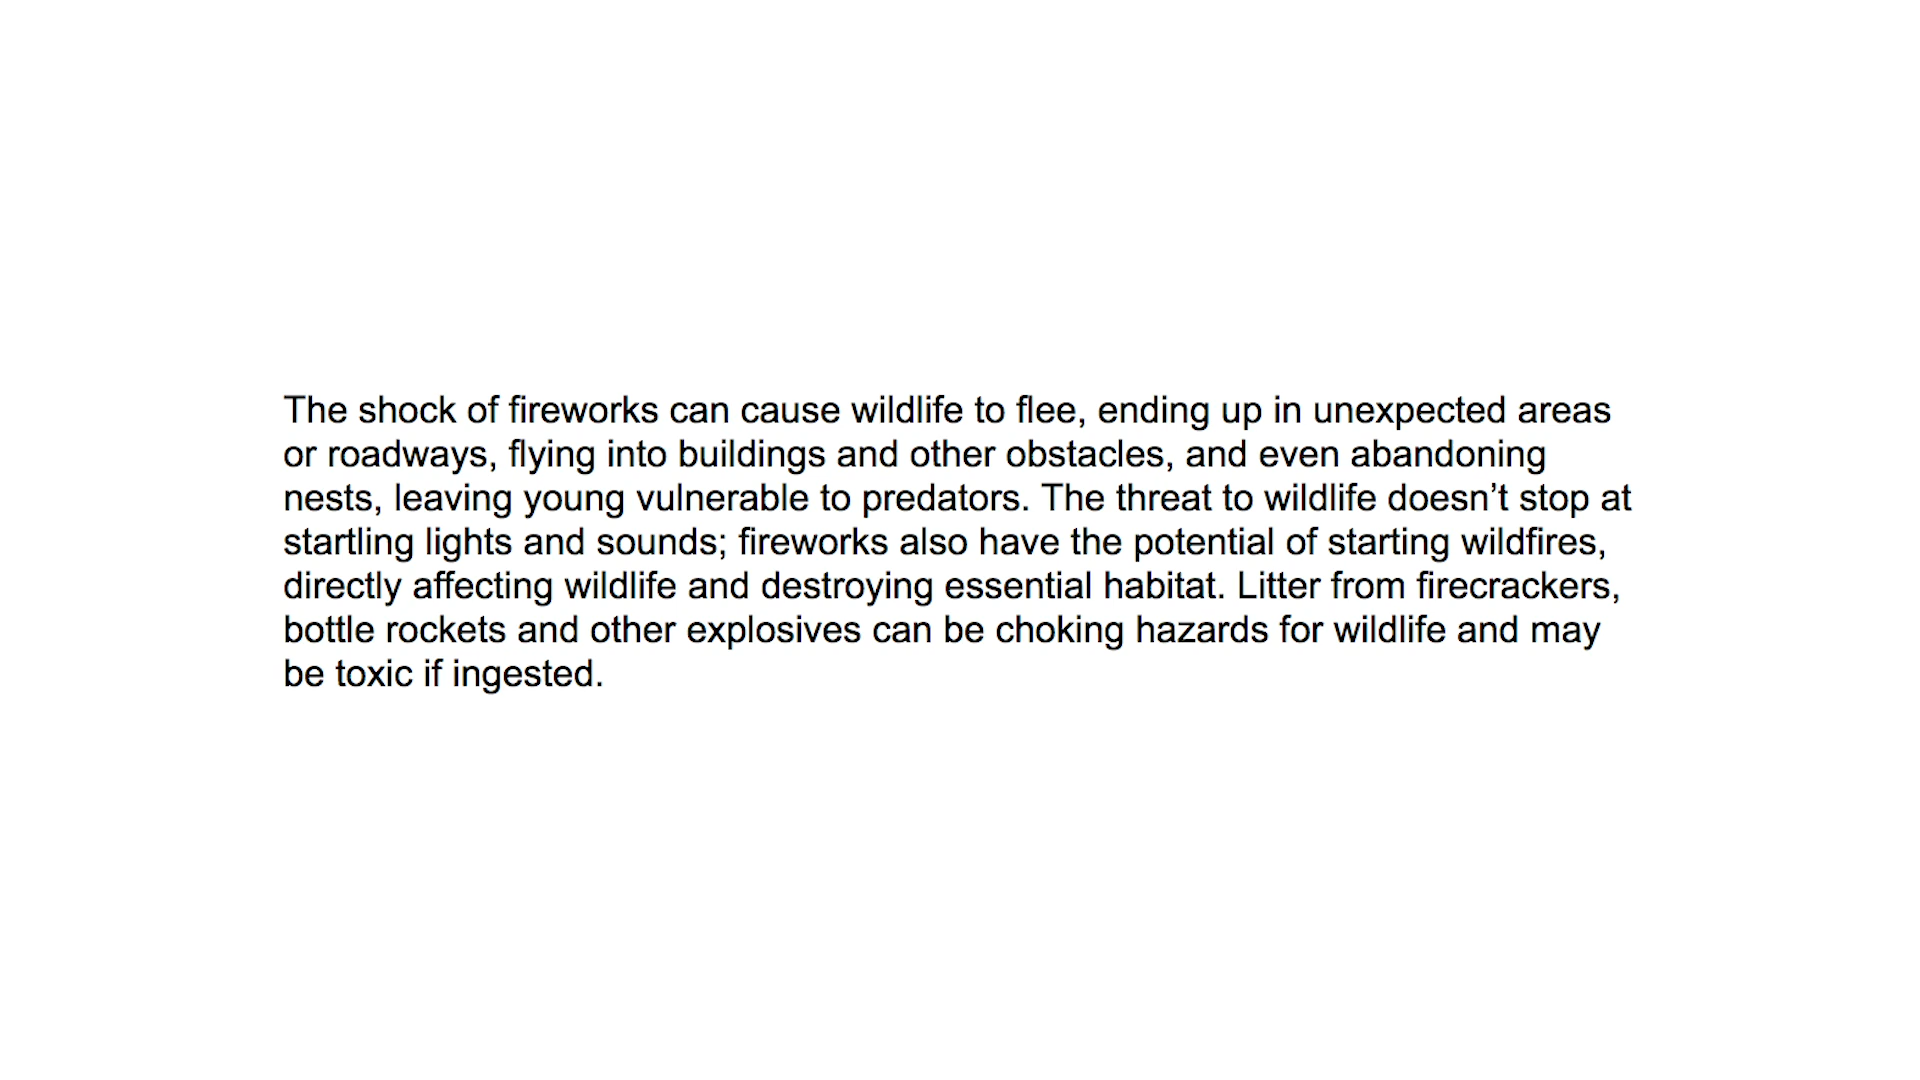 The shock of fireworks can cause wildlife to flee, ending up in unexpected areas
or roadways, flying into buildings and other obstacles, and even abandoning
nests, leaving young vulnerable to predators. The threat to wildlife doesn’t stop at
startling lights and sounds; fireworks also have the potential of starting wildfires,
directly affecting wildlife and destroying essential habitat. Litter from firecrackers,
bottle rockets and other explosives can be choking hazards for wildlife and may
be toxic if ingested.